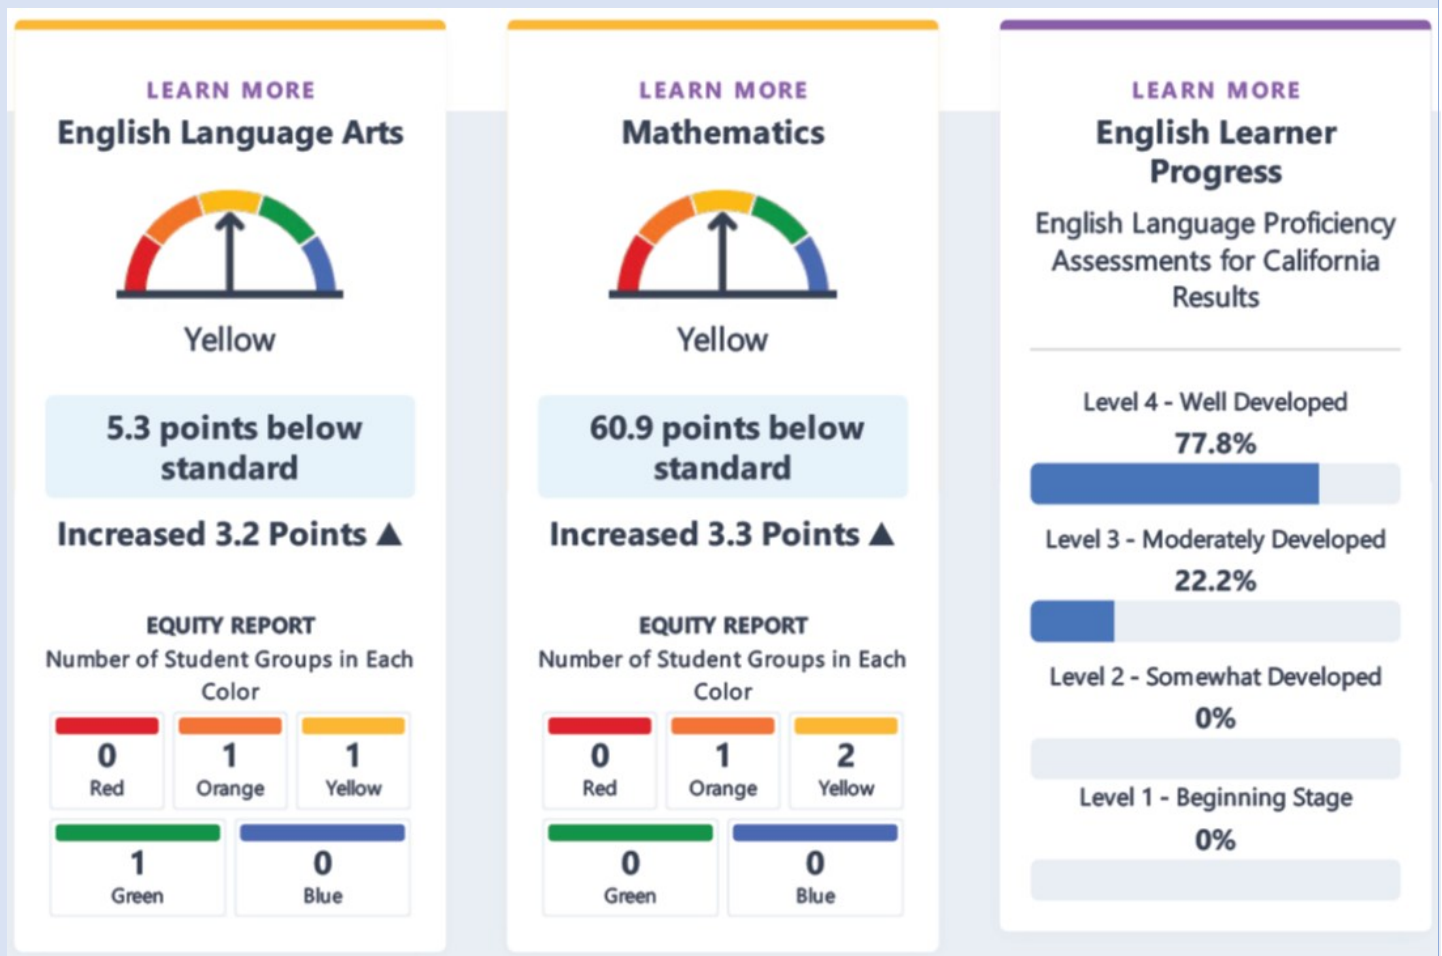 LEARN MORE
English Language Arts
Yellow
5.3 points below
standard
Increased 3.2 Points ▲
EQUITY REPORT
Number of Student Groups in Each
Color
0
Red
1
Orange
1
Yellow
1
Green
0
Blue
LEARN MORE
Mathematics
Yellow
60.9 points below
standard
Increased 3.3 Points ▲
EQUITY REPORT
Number of Student Groups in Each
Color
0
Red
1
Orange
2
Yellow
0
Green
0
Blue
LEARN MORE
English Learner
Progress
English Language Proficiency
Assessments for California
Results
Level 4 - Well Developed
77.8%
Level 3 - Moderately Developed
22.2%
Level 2 - Somewhat Developed
0%
Level 1 - Beginning Stage
0%